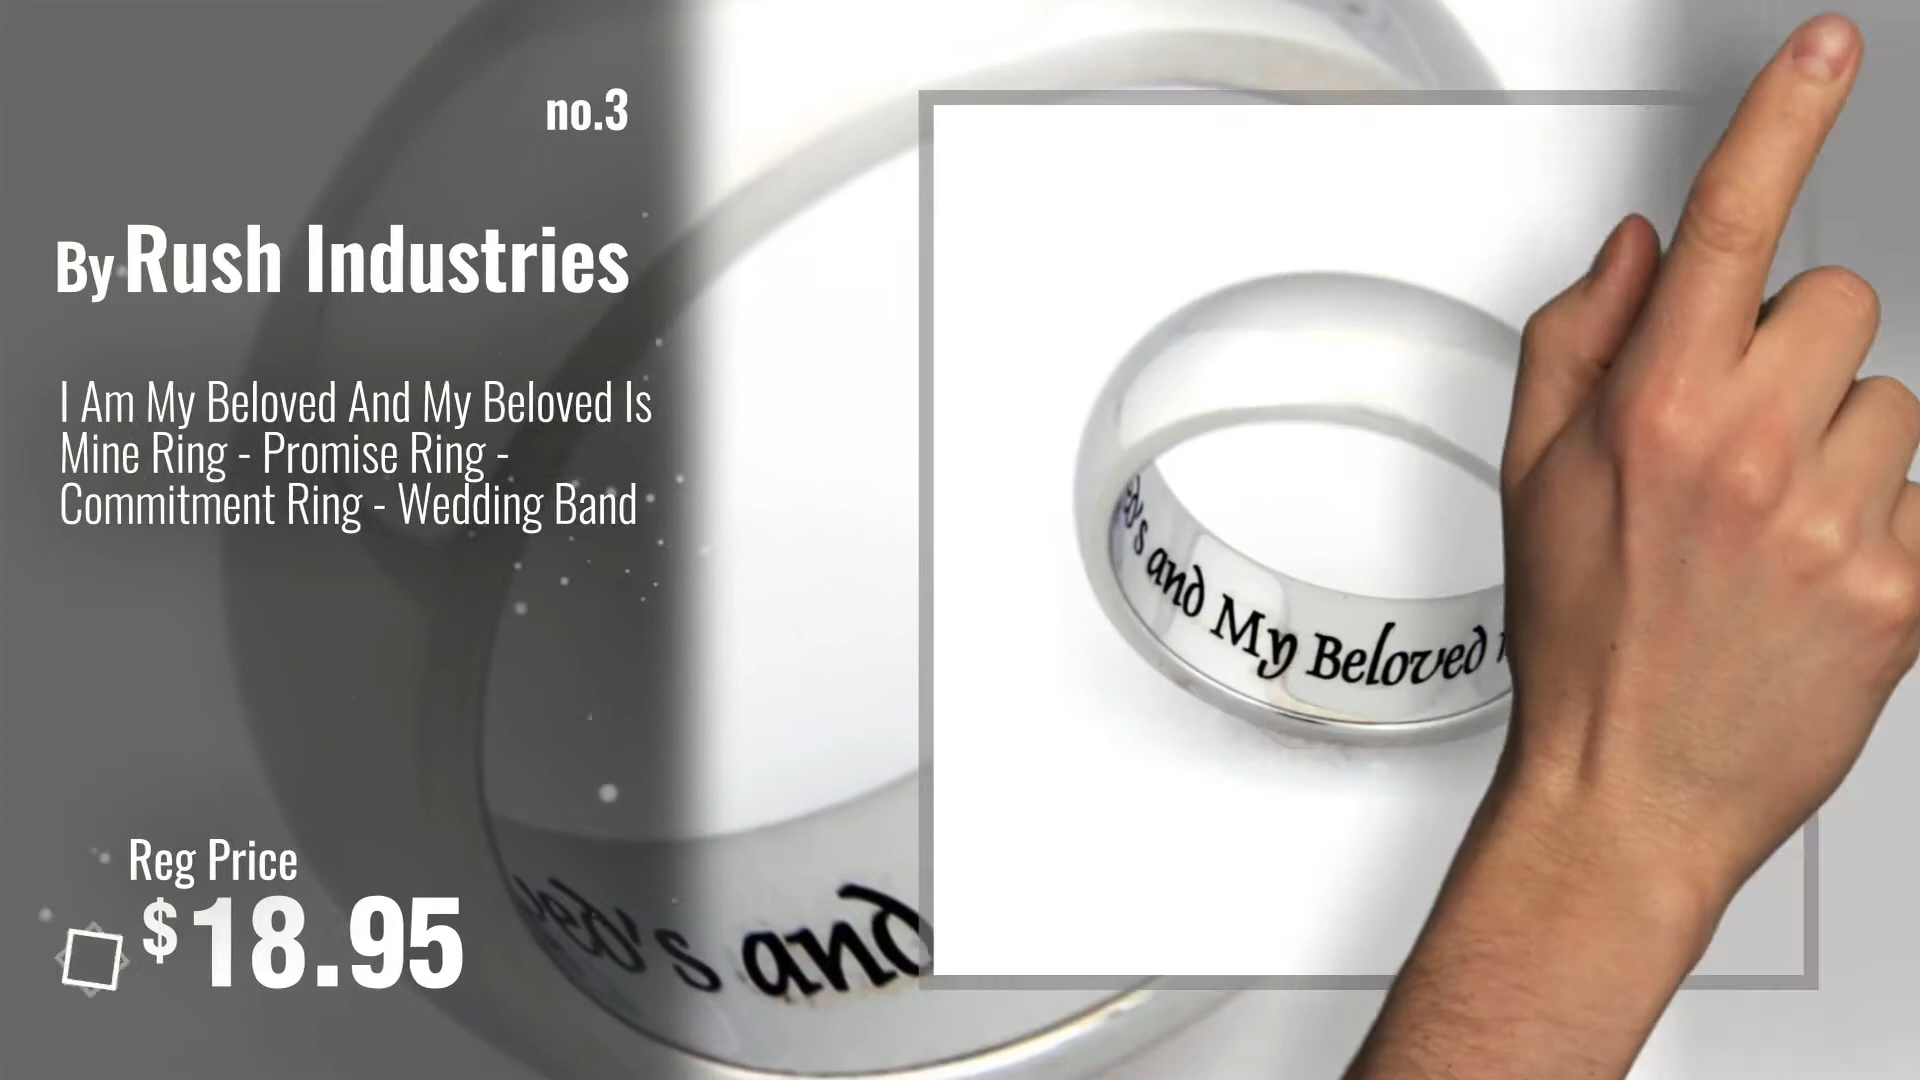 no.3
By Rush Industries
I Am My Beloved And My Beloved Is
Mine Ring - Promise Ring -
Commitment Ring - Wedding Band
Reg Price
$18.95
and My Beloved
and